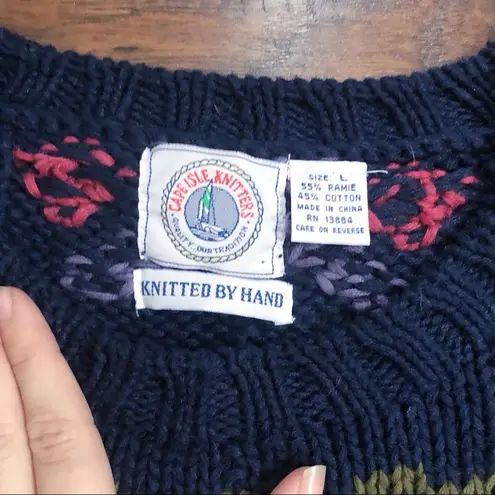 CAPE ISLE KNITTERS
QUALITY OUR TRADITION
KNITTED BY HAND
SIZE: L
55% RAMIE
45% COTTON
MADE IN CHINA
RN 13884
CARE ON REVERSE